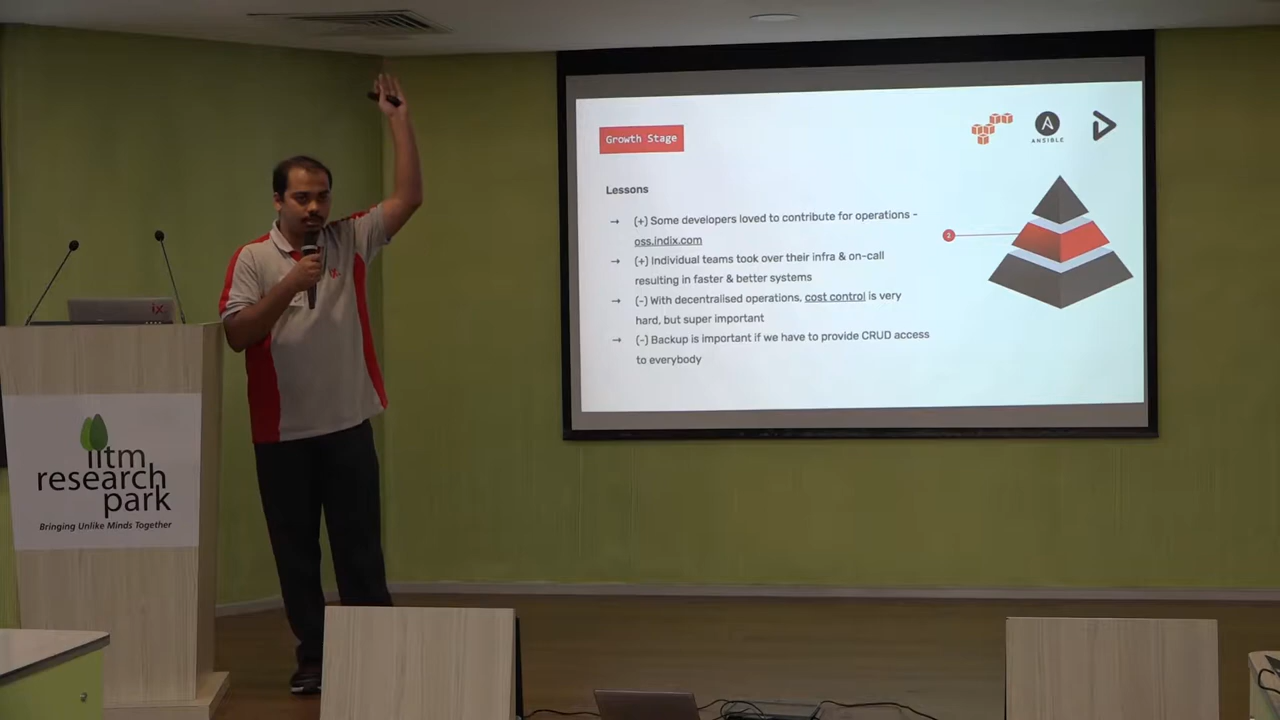 Growth Stage
ANSIBLE
Lessons
→ (+) Some developers loved to contribute for operations -
oss.indix.com
→ (+) Individual teams took over their infra & on-call
resulting in faster & better systems
→ (-) With decentralised operations, cost control is very
hard, but super important
→ (-) Backup is important if we have to provide CRUD access
to everybody
2
ix.
ix.
iitm
research
park
Bringing Unlike Minds Together